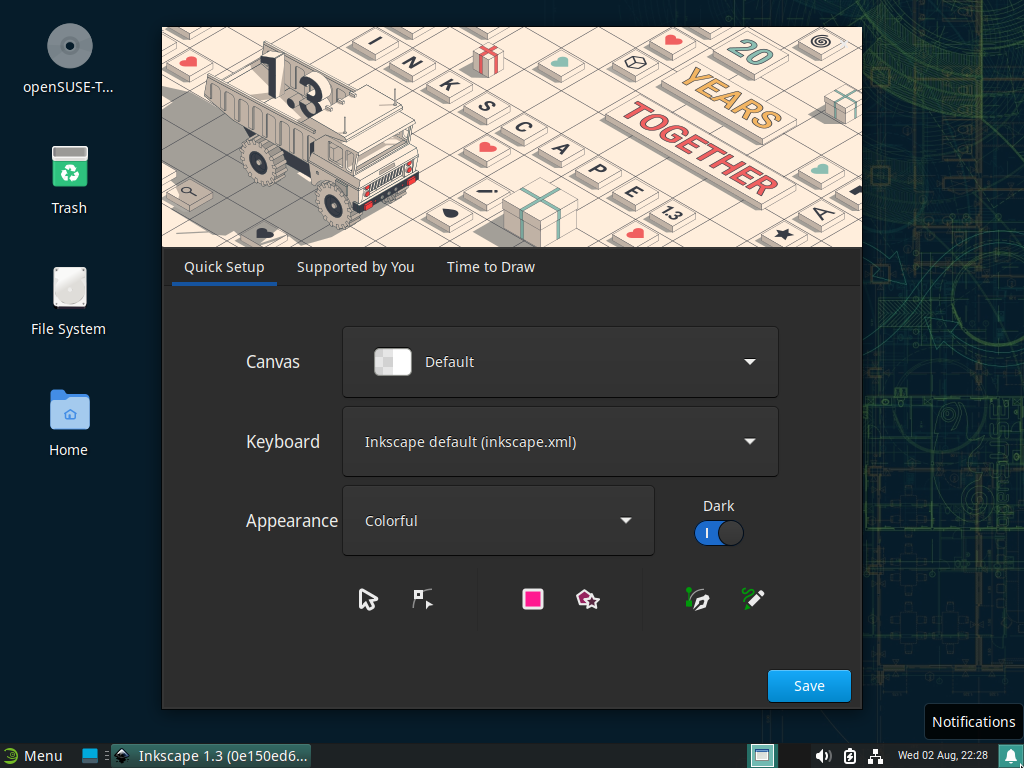 openSUSE-T...
Trash
File System
Home
1.3
INKSCAPE 1.3
20
YEARS
TOGETHER
A
Quick Setup
Supported by You
Time to Draw
Canvas
Default
Keyboard
Inkscape default (inkscape.xml)
Appearance
Colorful
Dark
Save
Notifications
Menu
Inkscape 1.3 (0e150ed6...
Wed 02 Aug, 22:28